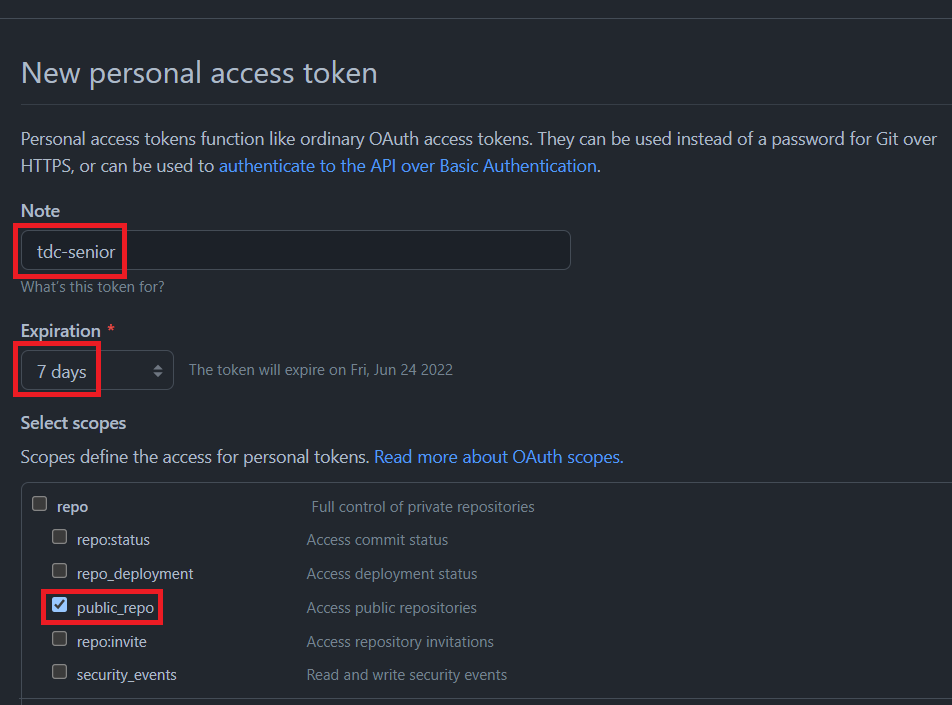 New personal access token
Personal access tokens function like ordinary OAuth access tokens. They can be used instead of a password for Git over
HTTPS, or can be used to authenticate to the API over Basic Authentication.
Note
tdc-senior
What's this token for?
Expiration *
7 days The token will expire on Fri, Jun 24 2022
Select scopes
Scopes define the access for personal tokens. Read more about OAuth scopes.
repo Full control of private repositories
repo:status Access commit status
repo_deployment Access deployment status
public_repo Access public repositories
repo:invite Access repository invitations
security_events Read and write security events